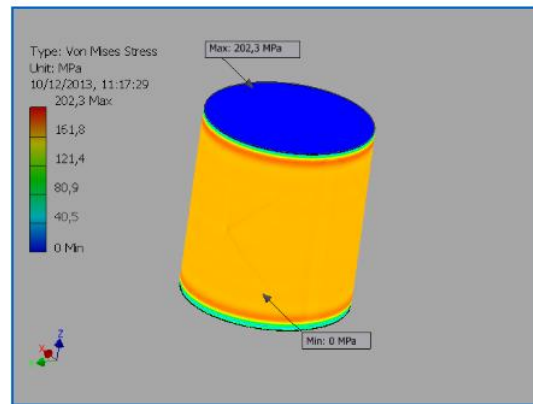 Type: Von Mises Stress
Unit: MPa
10/12/2013, 11:17:29
202,3 Max
151,8
121,4
80,9
40,5
0 Min
Max: 202,3 MPa
Min: 0 MPa
X
Y
Z